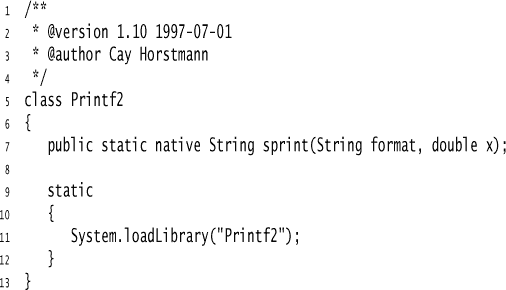 1 /**
2  * @version 1.10 1997-07-01
3  * @author Cay Horstmann
4  */
5 class Printf2
6 {
7    public static native String sprint(String format, double x);
8
9    static
10    {
11       System.loadLibrary("Printf2");
12    }
13 }